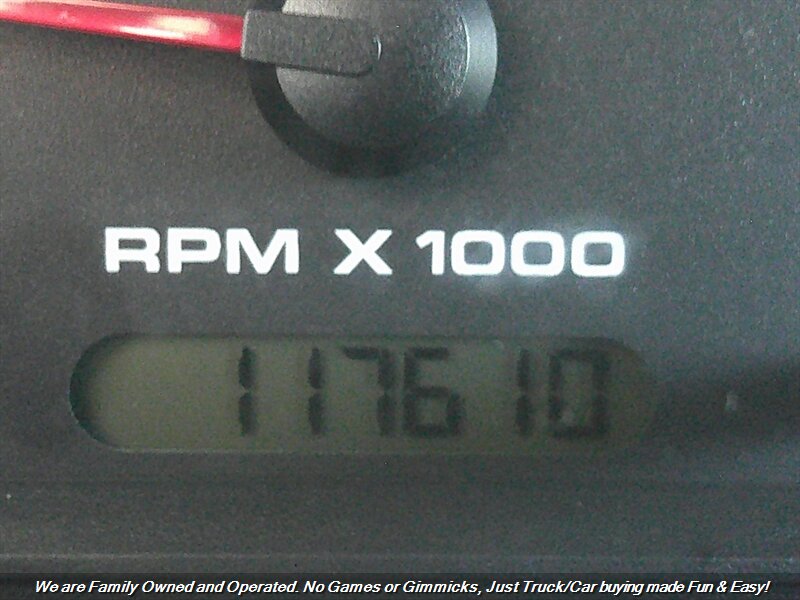 RPM X 1000
117610
We are Family Owned and Operated. No Games or Gimmicks, Just Truck/Car buying made Fun & Easy!